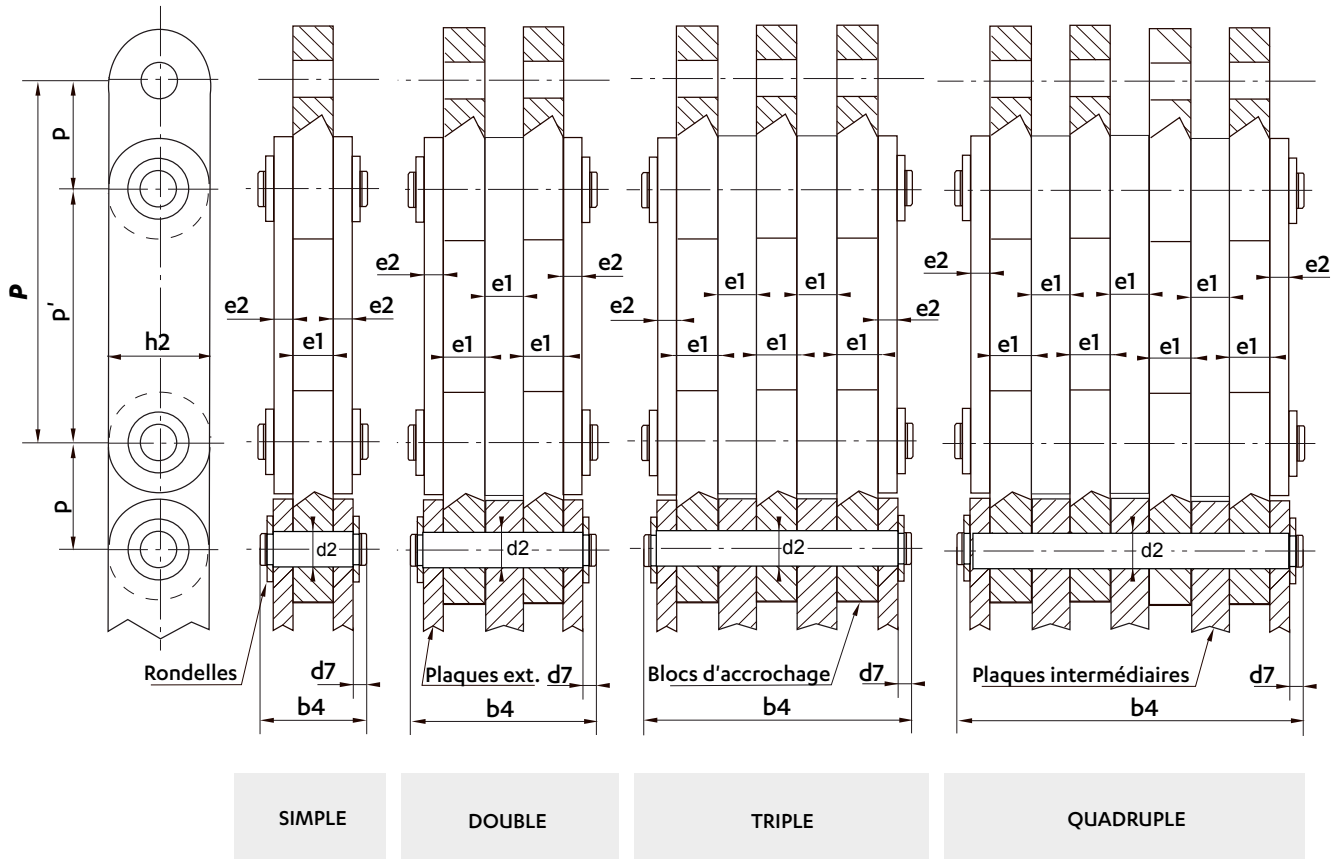 P
p
p'
p
h2
e2
e2
e1
d2
d7
b4
Rondelles
e2
e2
e1
e1
e1
d2
Plaques ext.
d7
b4
e2
e2
e1
e1
e1
e1
e1
d2
Blocs d'accrochage
d7
b4
e2
e2
e1
e1
e1
e1
e1
e1
e1
d2
Plaques intermédiaires
d7
b4
SIMPLE
DOUBLE
TRIPLE
QUADRUPLE